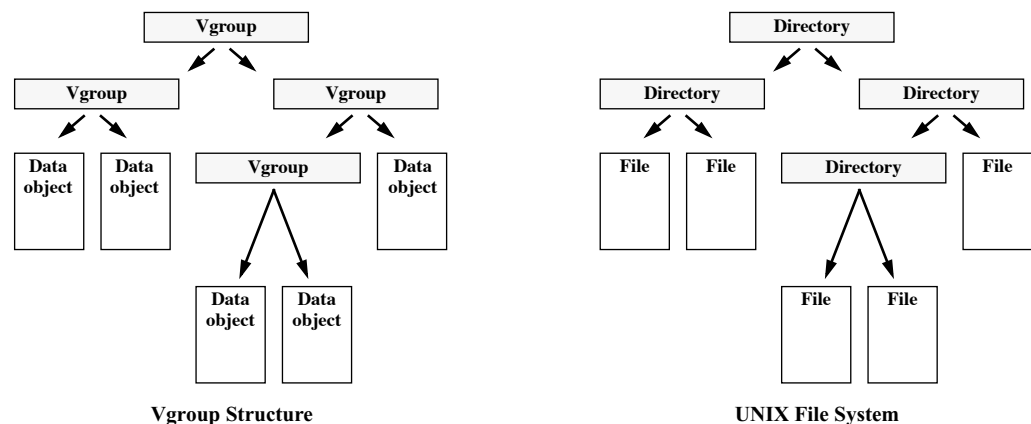 Vgroup
Vgroup
Vgroup
Data
object
Data
object
Vgroup
Data
object
Data
object
Data
object
Vgroup Structure
Directory
Directory
Directory
File
File
Directory
File
File
File
UNIX File System